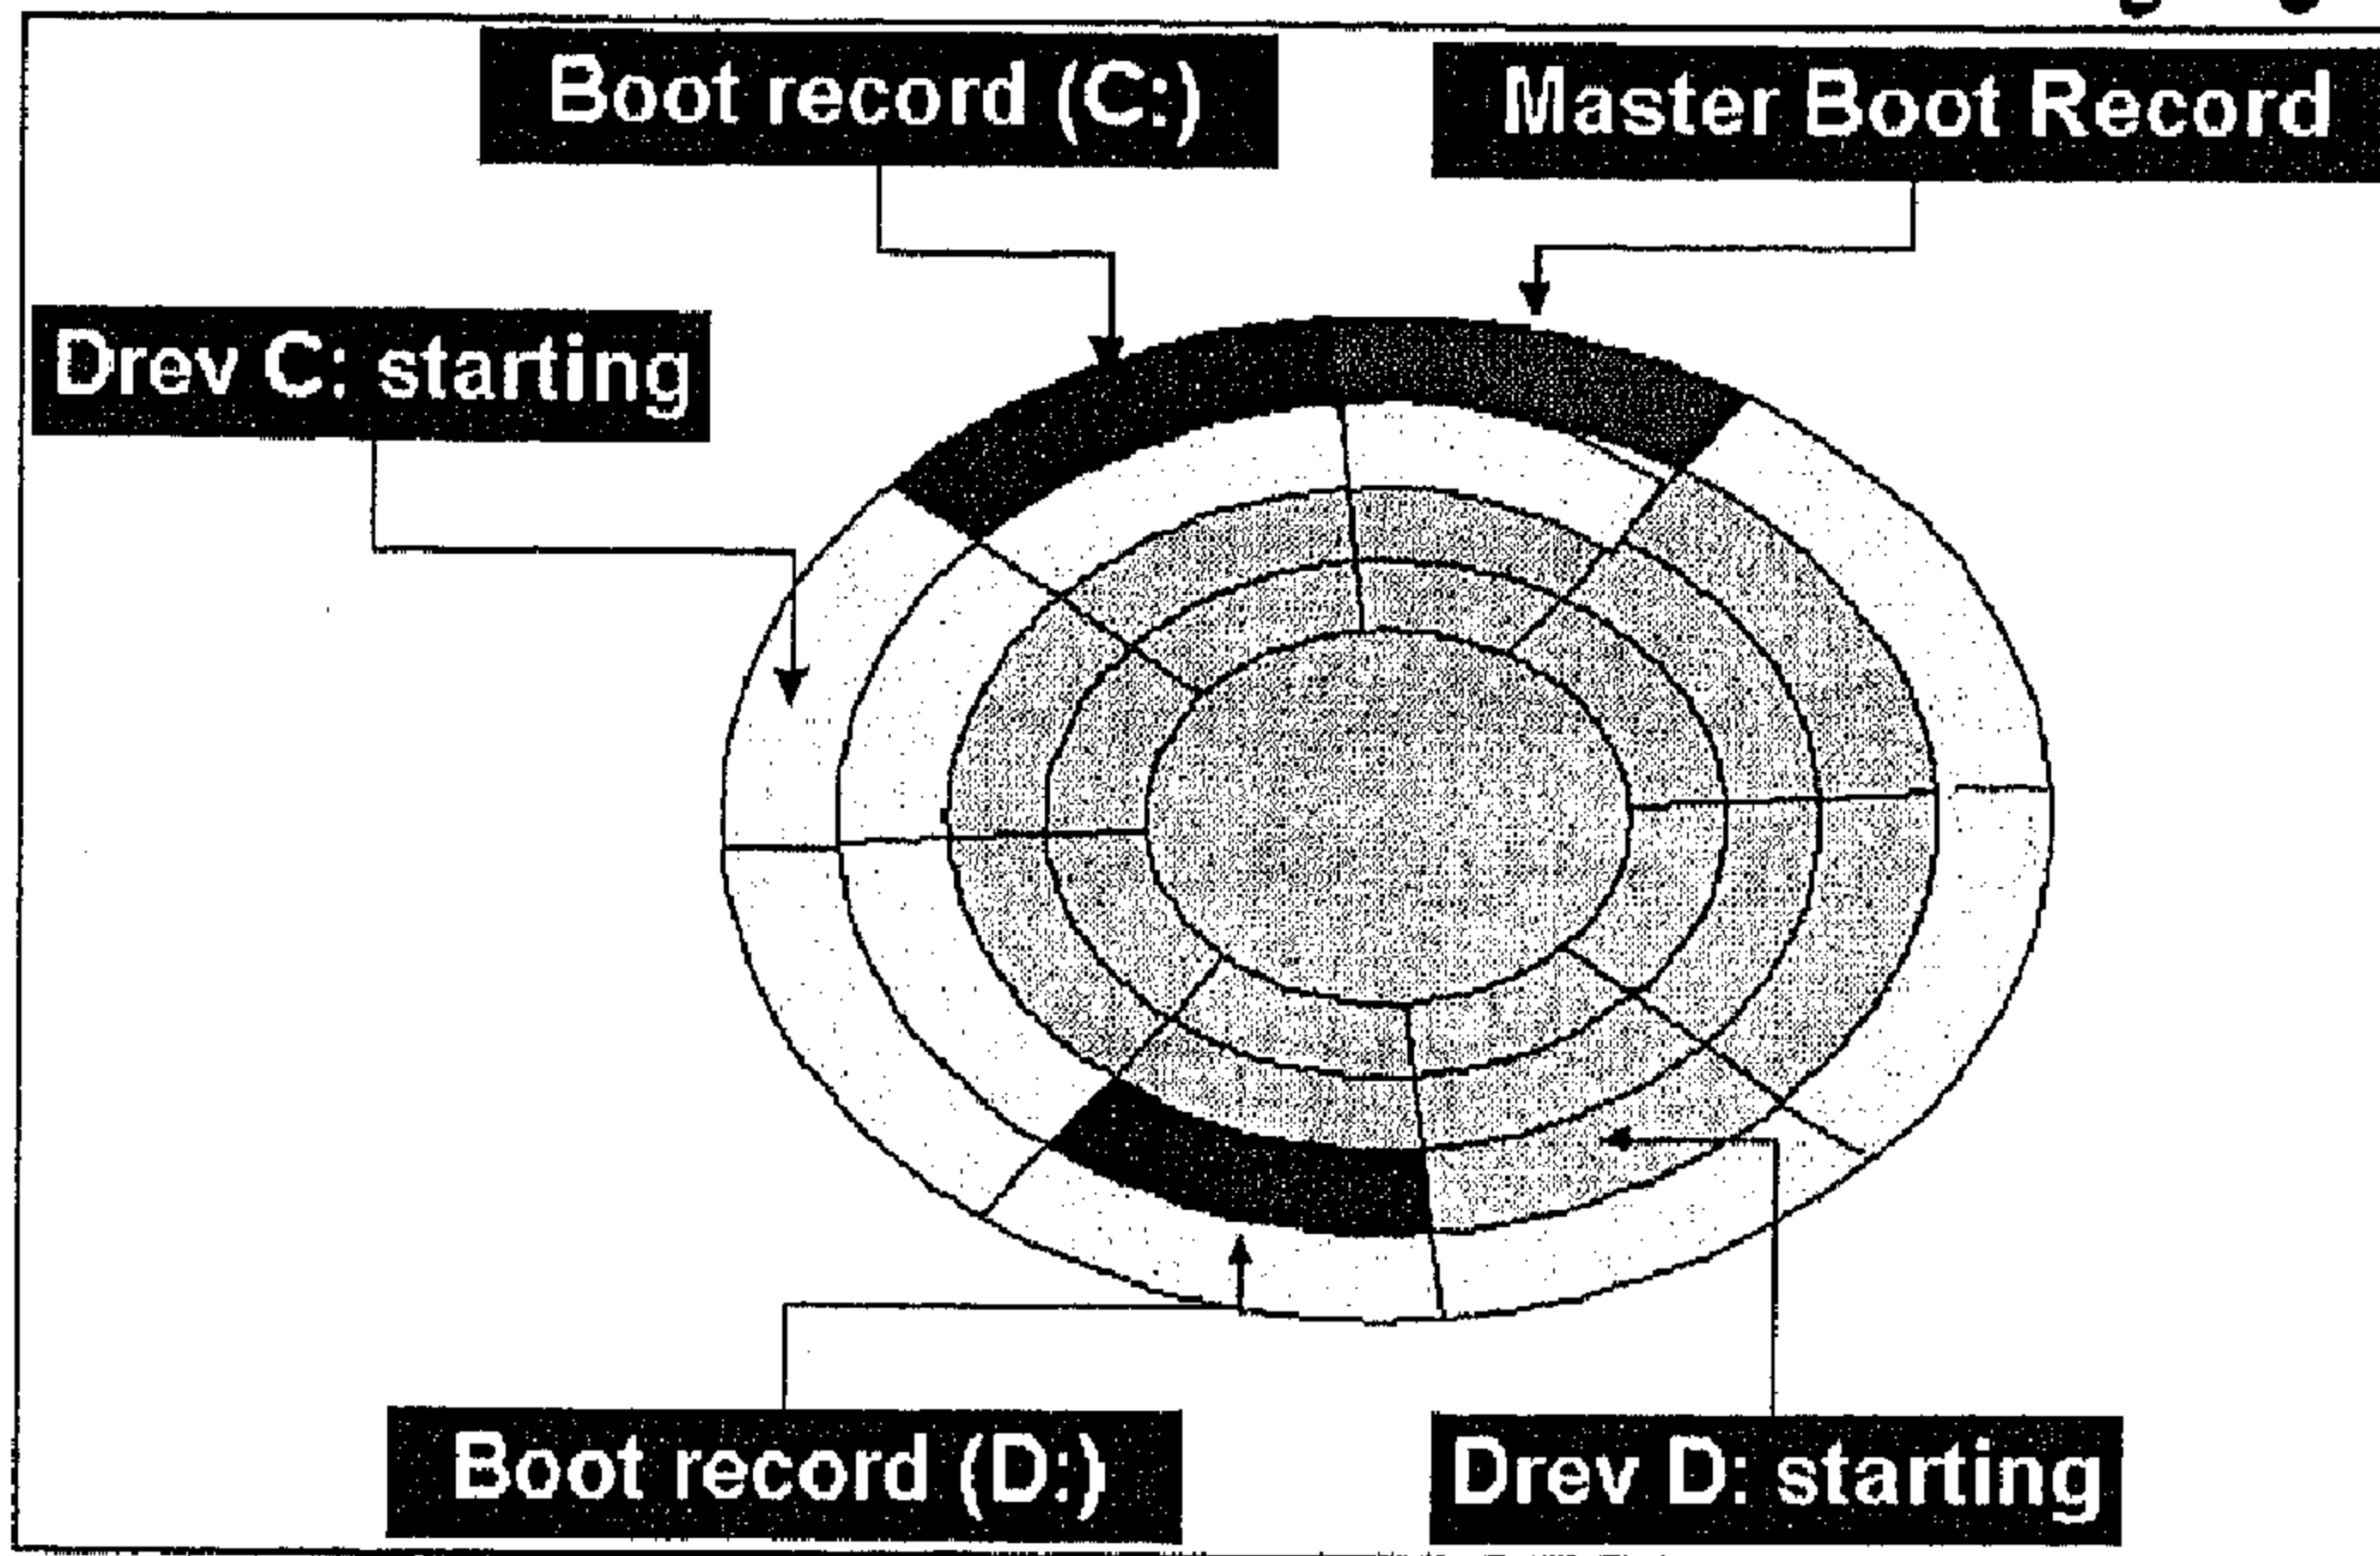 Boot record (C:)
Master Boot Record
Drev C: starting
Boot record (D:)
Drev D: starting